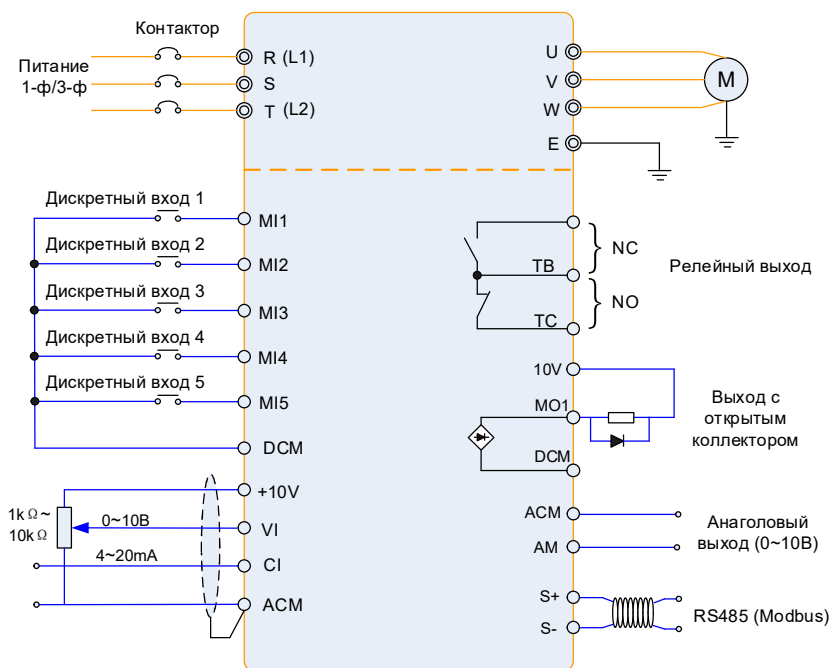 Контактор
Питание
1-ф/3-ф
R (L1)
S
T (L2)
U
V
W
E
M
Дискретный вход 1
MI1
Дискретный вход 2
MI2
Дискретный вход 3
MI3
Дискретный вход 4
MI4
Дискретный вход 5
MI5
DCM
TB
TC
NC
NO
Релейный выход
10V
MO1
DCM
Выход с
открытым
коллектором
+10V
1kΩ~
10kΩ
0~10В
VI
4~20mA
CI
ACM
ACM
AM
Анаголовый
выход (0~10В)
S+
S-
RS485 (Modbus)